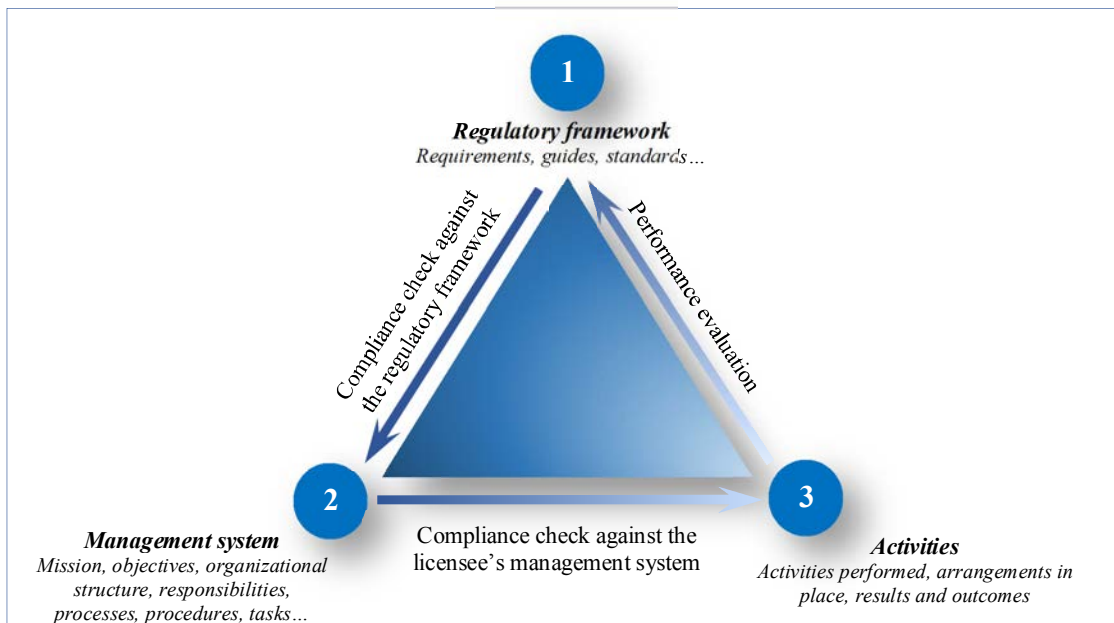 1
Regulatory framework
Requirements, guides, standards…
Compliance check against
the regulatory framework
Performance evaluation
2
3
Management system
Mission, objectives, organizational
structure, responsibilities,
processes, procedures, tasks…
Compliance check against the
licensee’s management system
Activities
Activities performed, arrangements in
place, results and outcomes